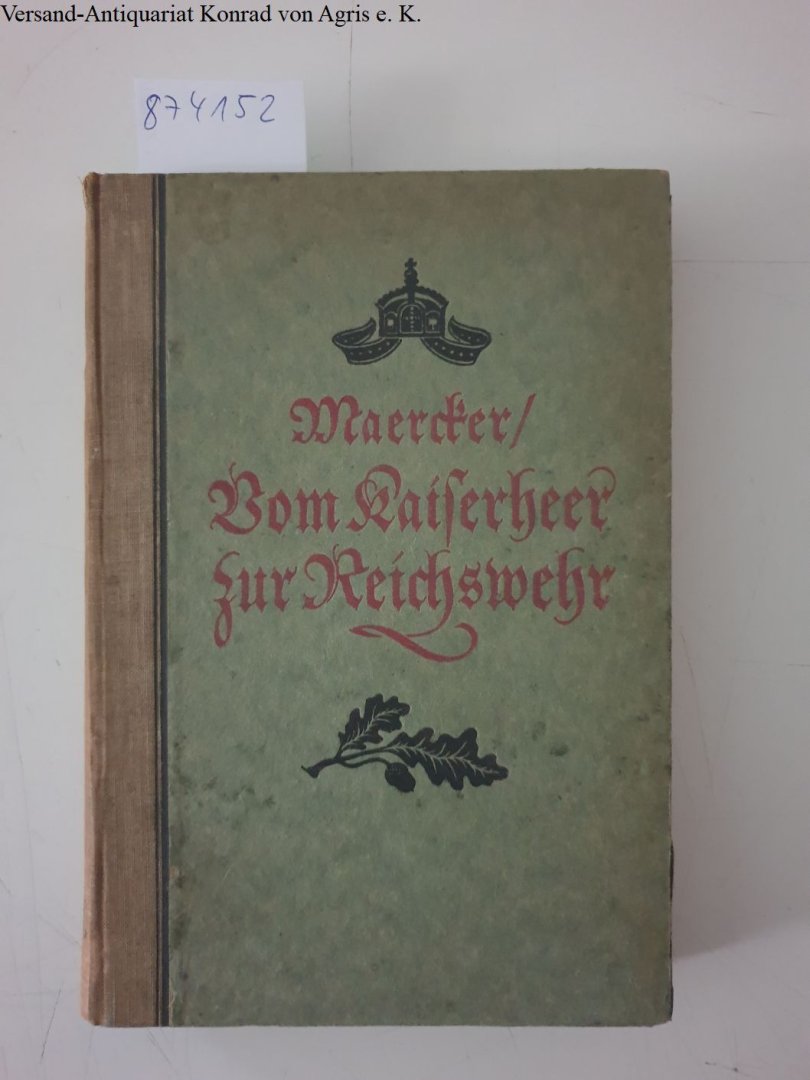 Versand-Antiquariat Konrad von Agris e. K.
874152
Maercker/
Vom Kaiserheer
zur Reichswehr